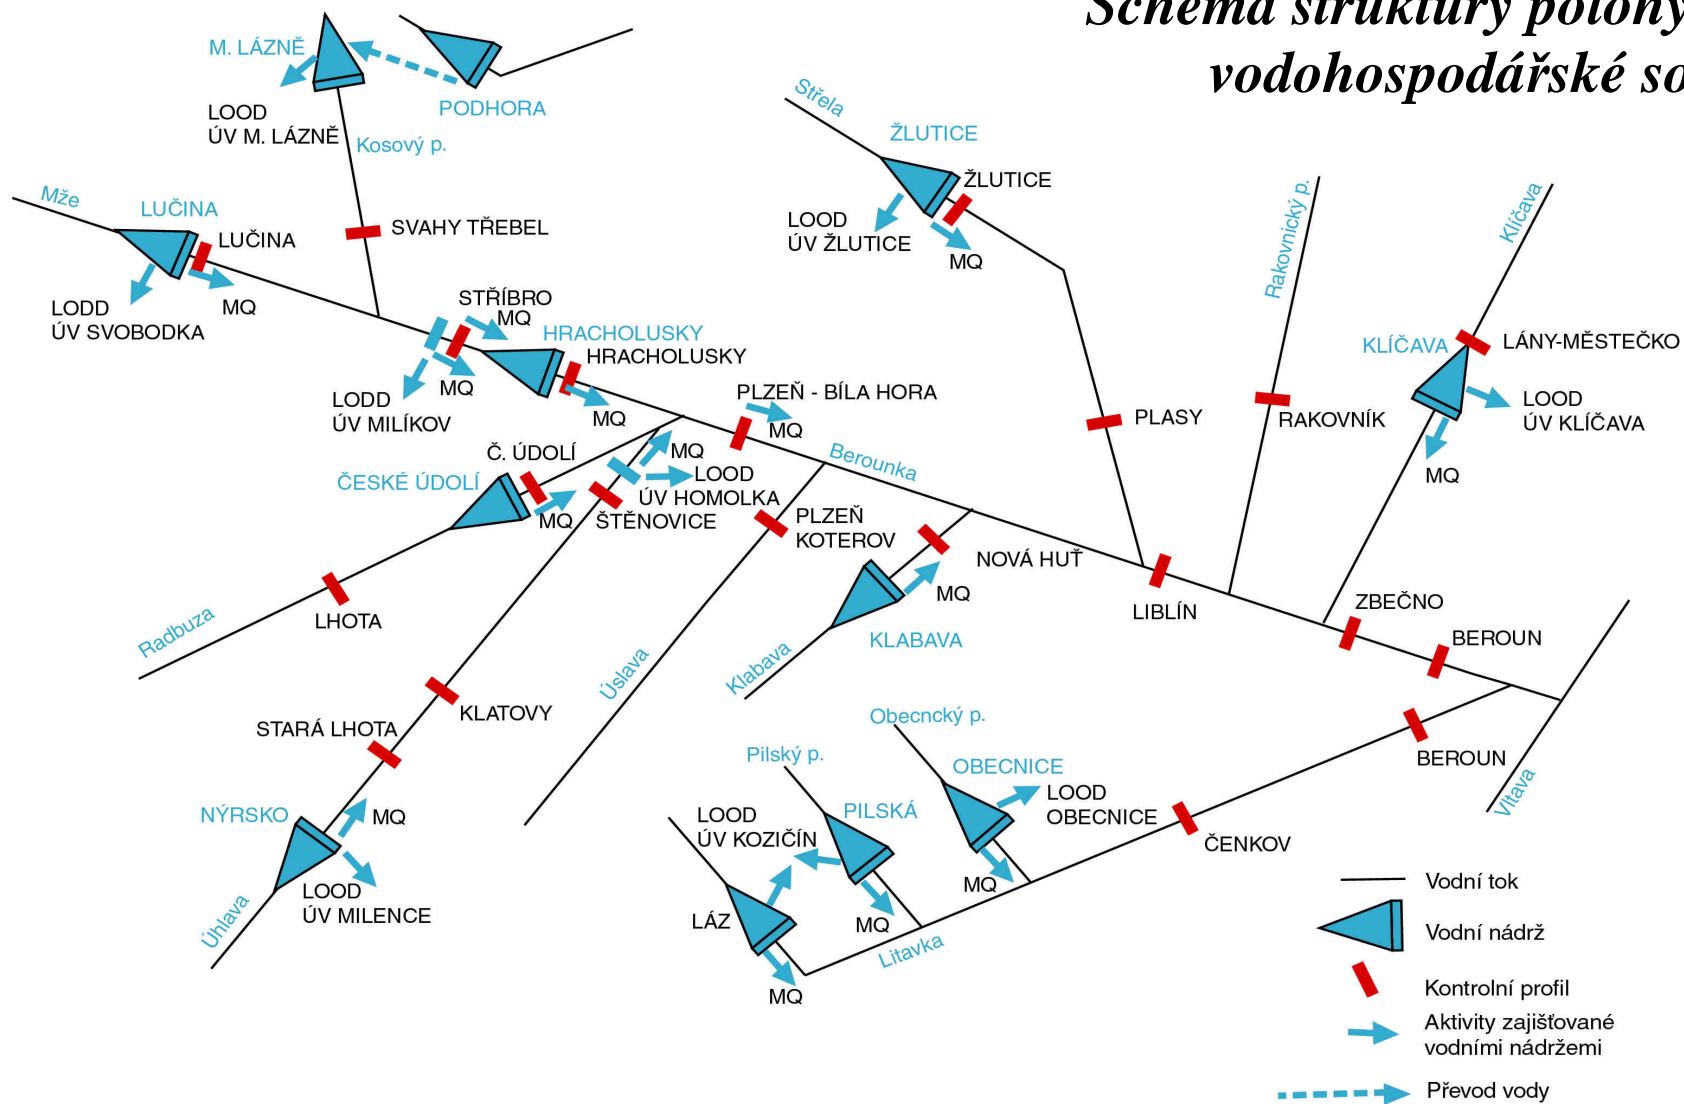 Schéma struktury polohy
vodohospodářské so
M. LÁZNĚ
PODHORA
LOOD
ÚV M. LÁZNĚ
Kosový p.
Střela
ŽLUTICE
ŽLUTICE
LOOD
ÚV ŽLUTICE
MQ
Rakovnický p.
Klíčava
Mže
LUČINA
LUČINA
SVAHY TŘEBEL
LODD
ÚV SVOBODKA
MQ
STŘÍBRO
MQ
HRACHOLUSKY
HRACHOLUSKY
MQ
LODD
ÚV MILÍKOV
MQ
PLZEŇ - BÍLA HORA
MQ
KLÍČAVA
LÁNY-MĚSTEČKO
LOOD
ÚV KLÍČAVA
MQ
PLASY
RAKOVNÍK
Berounka
Č. ÚDOLÍ
ČESKÉ ÚDOLÍ
MQ
MQ
LOOD
ÚV HOMOLKA
ŠTĚNOVICE
PLZEŇ
KOTEROV
NOVÁ HUŤ
MQ
KLABAVA
Klabava
LIBLÍN
ZBEČNO
BEROUN
LHOTA
Radbuza
Úslava
KLATOVY
STARÁ LHOTA
NÝRSKO
MQ
LOOD
ÚV MILENCE
Úhlava
Obecncký p.
Pilský p.
OBECNICE
LOOD
OBECNICE
PILSKÁ
LOOD
ÚV KOZIČÍN
MQ
MQ
LÁZ
MQ
Litavka
ČENKOV
BEROUN
Vltava
Vodní tok
Vodní nádrž
Kontrolní profil
Aktivity zajišťované
vodními nádržemi
Převod vody